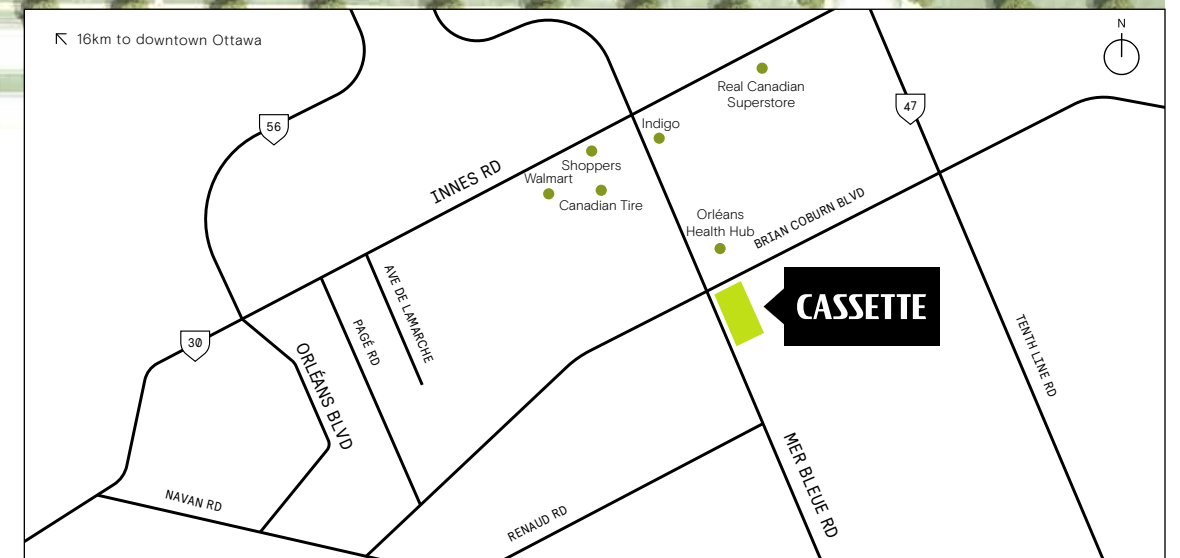 16km to downtown Ottawa
N
Real Canadian
Superstore
47
56
Indigo
Shoppers
Walmart
Canadian Tire
INNES RD
Orléans
Health Hub
BRIAN COBURN BLVD
CASSETTE
AVE DE LAMARCHE
PAGÉ RD
30
ORLÉANS BLVD
TENTH LINE RD
MER BLEUE RD
NAVAN RD
RENAUD RD